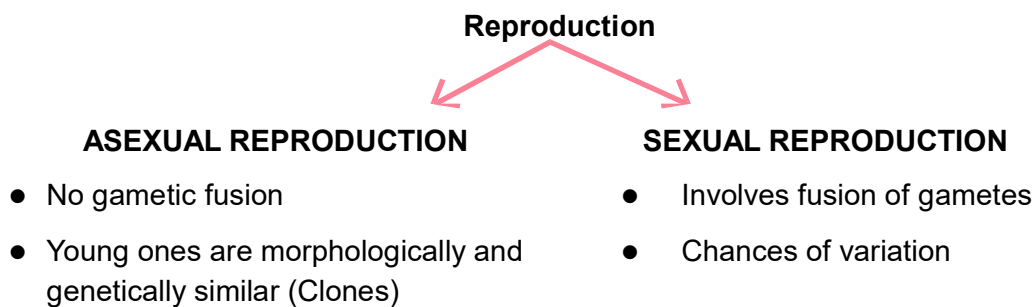 Reproduction
ASEXUAL REPRODUCTION
● No gametic fusion
● Young ones are morphologically and
genetically similar (Clones)
SEXUAL REPRODUCTION
● Involves fusion of gametes
● Chances of variation